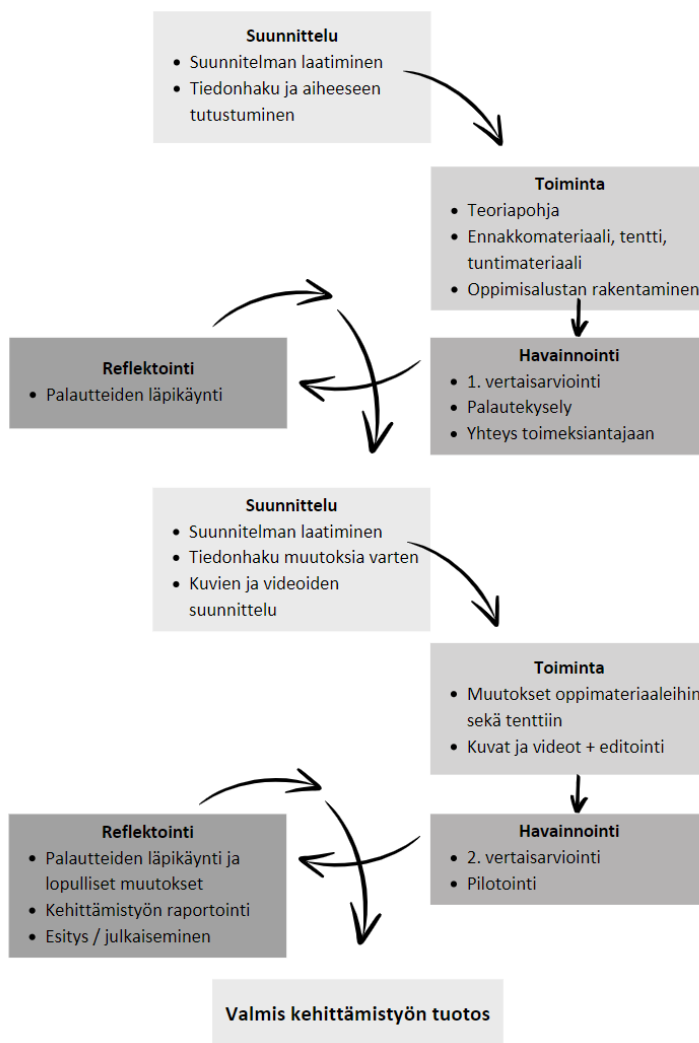 Suunnittelu
• Suunnitelman laatiminen
• Tiedonhaku ja aiheeseen
tutustuminen
Toiminta
• Teoriapohja
• Ennakkomateriaali, tentti,
tuntimateriaali
• Oppimisalustan rakentaminen
Havainnointi
• 1. vertaisarviointi
• Palautekysely
• Yhteys toimeksiantajaan
Reflektointi
• Palautteiden läpikäynti
Suunnittelu
• Suunnitelman laatiminen
• Tiedonhaku muutoksia varten
• Kuvien ja videoiden
suunnittelu
Toiminta
• Muutokset oppimateriaaleihin
sekä tenttiin
• Kuvat ja videot + editointi
Havainnointi
• 2. vertaisarviointi
• Pilotointi
Reflektointi
• Palautteiden läpikäynti ja
lopulliset muutokset
• Kehittämistyön raportointi
• Esitys / julkaiseminen
Valmis kehittämistyön tuotos